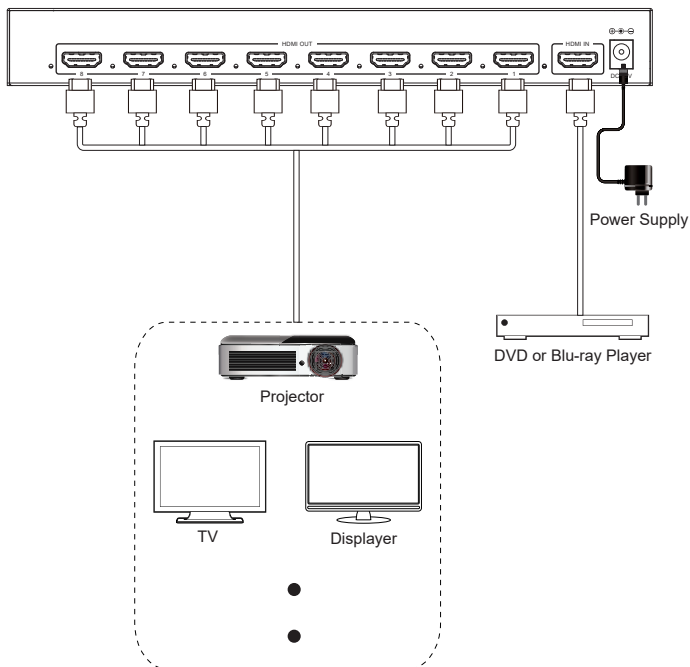 HDMI OUT HDMI IN
8 7 6 5 4 3 2 1
Power Supply
DVD or Blu-ray Player
Projector
TV Displayer